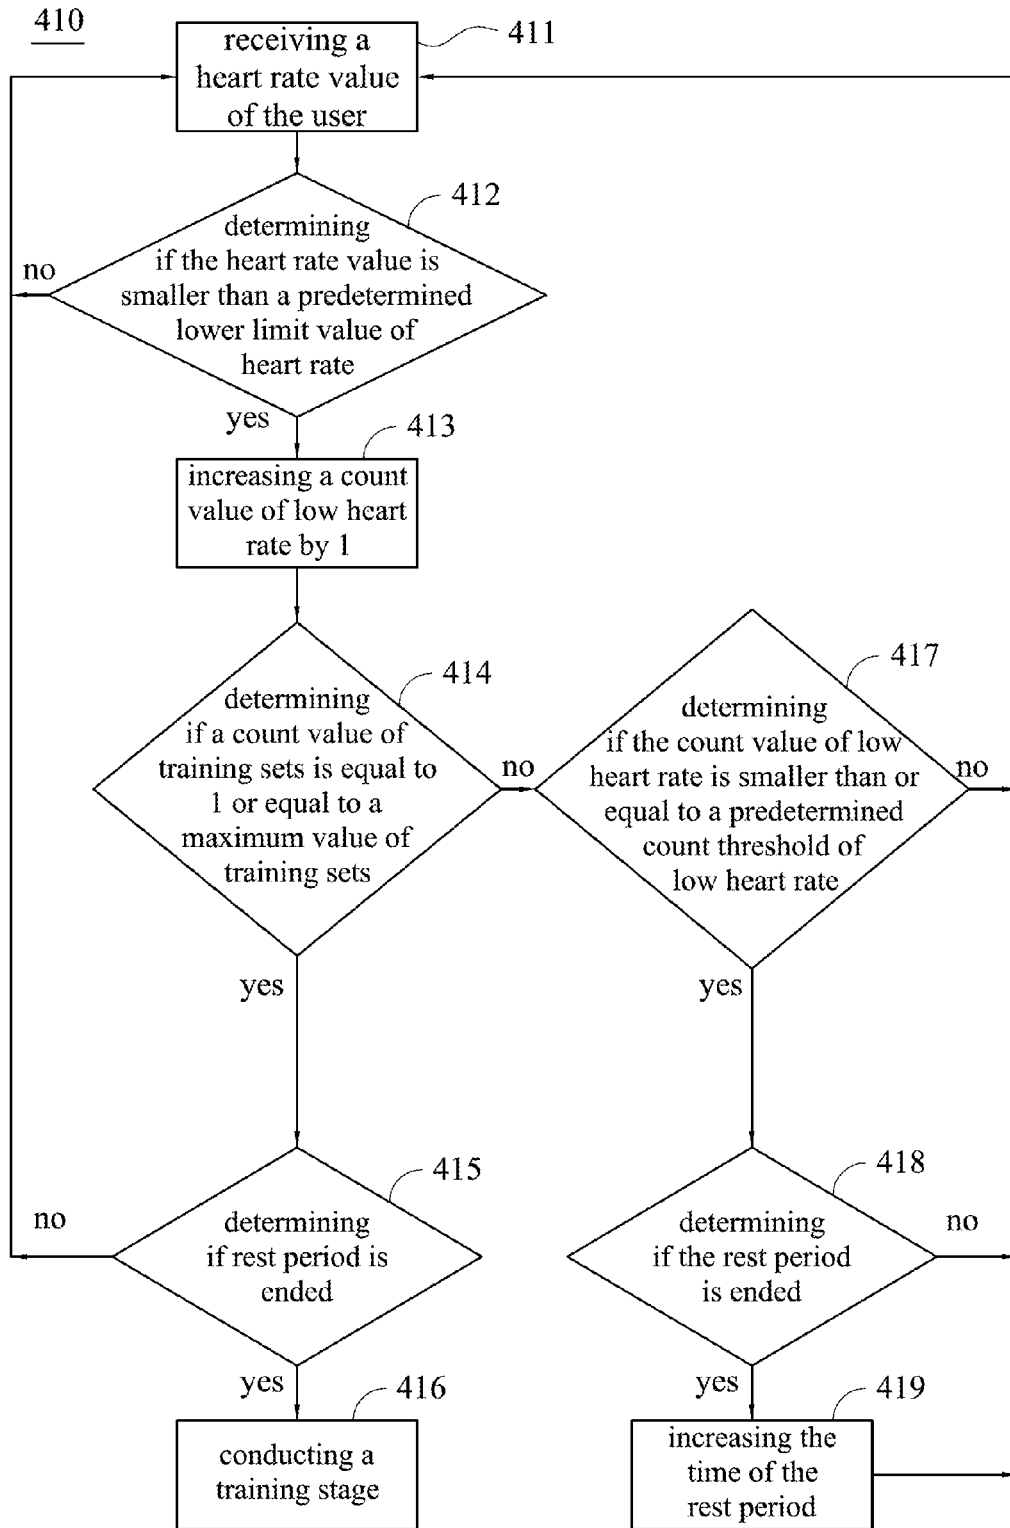 410
receiving a
heart rate value
of the user
411
412
determining
if the heart rate value is
smaller than a predetermined
lower limit value of
heart rate
no
yes
413
increasing a count
value of low heart
rate by 1
414
determining
if a count value of
training sets is equal to
1 or equal to a
maximum value of
training sets
no
yes
417
determining
if the count value of low
heart rate is smaller than or
equal to a predetermined
count threshold of
low heart rate
no
yes
415
determining
if rest period is
ended
no
yes
418
determining
if the rest period
is ended
no
yes
416
conducting a
training stage
419
increasing the
time of the
rest period